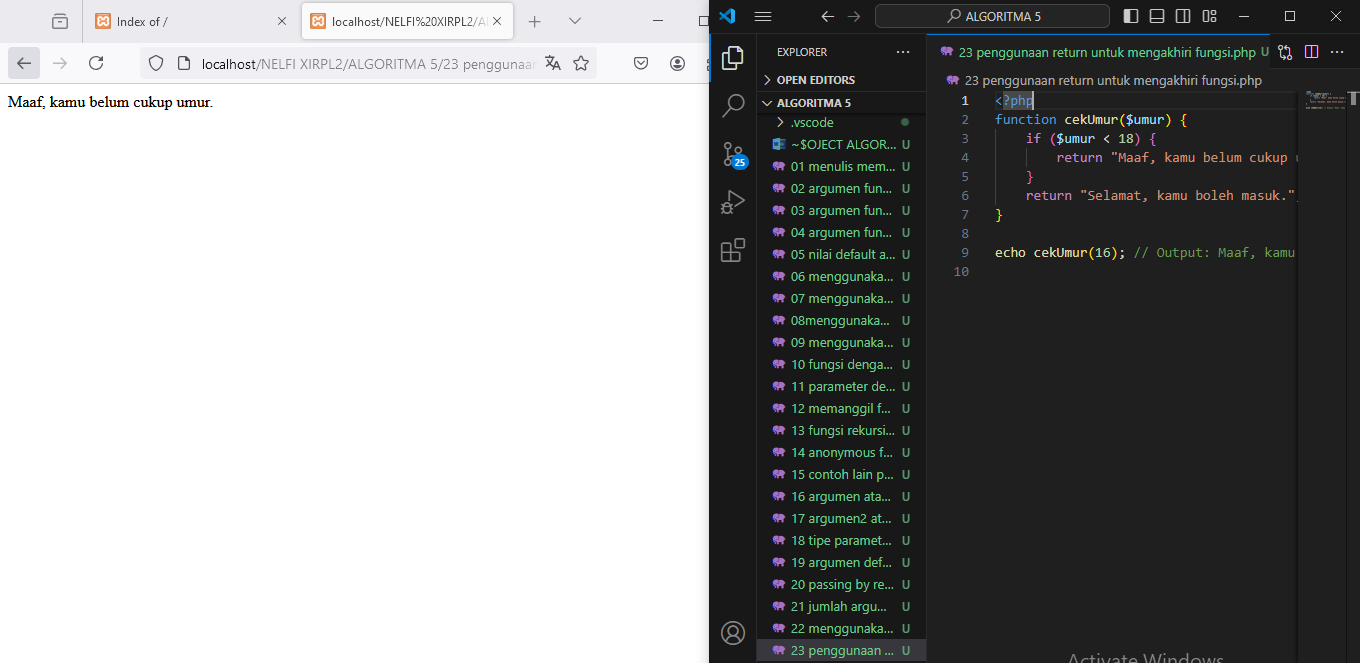 Index of /
localhost/NELFI%20XIRPL2/AL
localhost/NELFI XIRPL2/ALGORITMA 5/23 penggunaan
Maaf, kamu belum cukup umur.
ALGORITMA 5
EXPLORER
OPEN EDITORS
ALGORITMA 5
.vscode
~$OJECT ALGOR... U
01 menulis mem... U
02 argumen fun... U
03 argumen fun... U
04 argumen fun... U
05 nilai default a... U
06 menggunaka... U
07 menggunaka... U
08menggunaka... U
09 menggunaka... U
10 fungsi denga... U
11 parameter de... U
12 memanggil f... U
13 fungsi rekursi... U
14 anonymous f... U
15 contoh lain p... U
16 argumen ata... U
17 argumen2 at... U
18 tipe paramet... U
19 argumen def... U
20 passing by re... U
21 jumlah argu... U
22 menggunaka... U
23 penggunaan ... U
25
23 penggunaan return untuk mengakhiri fungsi.php U
23 penggunaan return untuk mengakhiri fungsi.php
1 <?php
2 function cekUmur($umur) {
3 if ($umur < 18) {
4 return "Maaf, kamu belum cukup u
5 }
6 return "Selamat, kamu boleh masuk.";
7 }
8
9 echo cekUmur(16); // Output: Maaf, kamu
10
Activate Windows